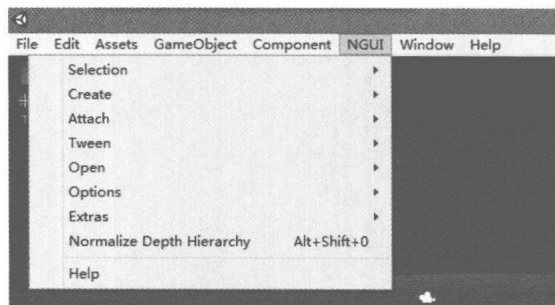 File Edit Assets GameObject Component NGUI Window Help
Selection
Create
Attach
Tween
Open
Options
Extras
Normalize Depth Hierarchy Alt+Shift+0
Help